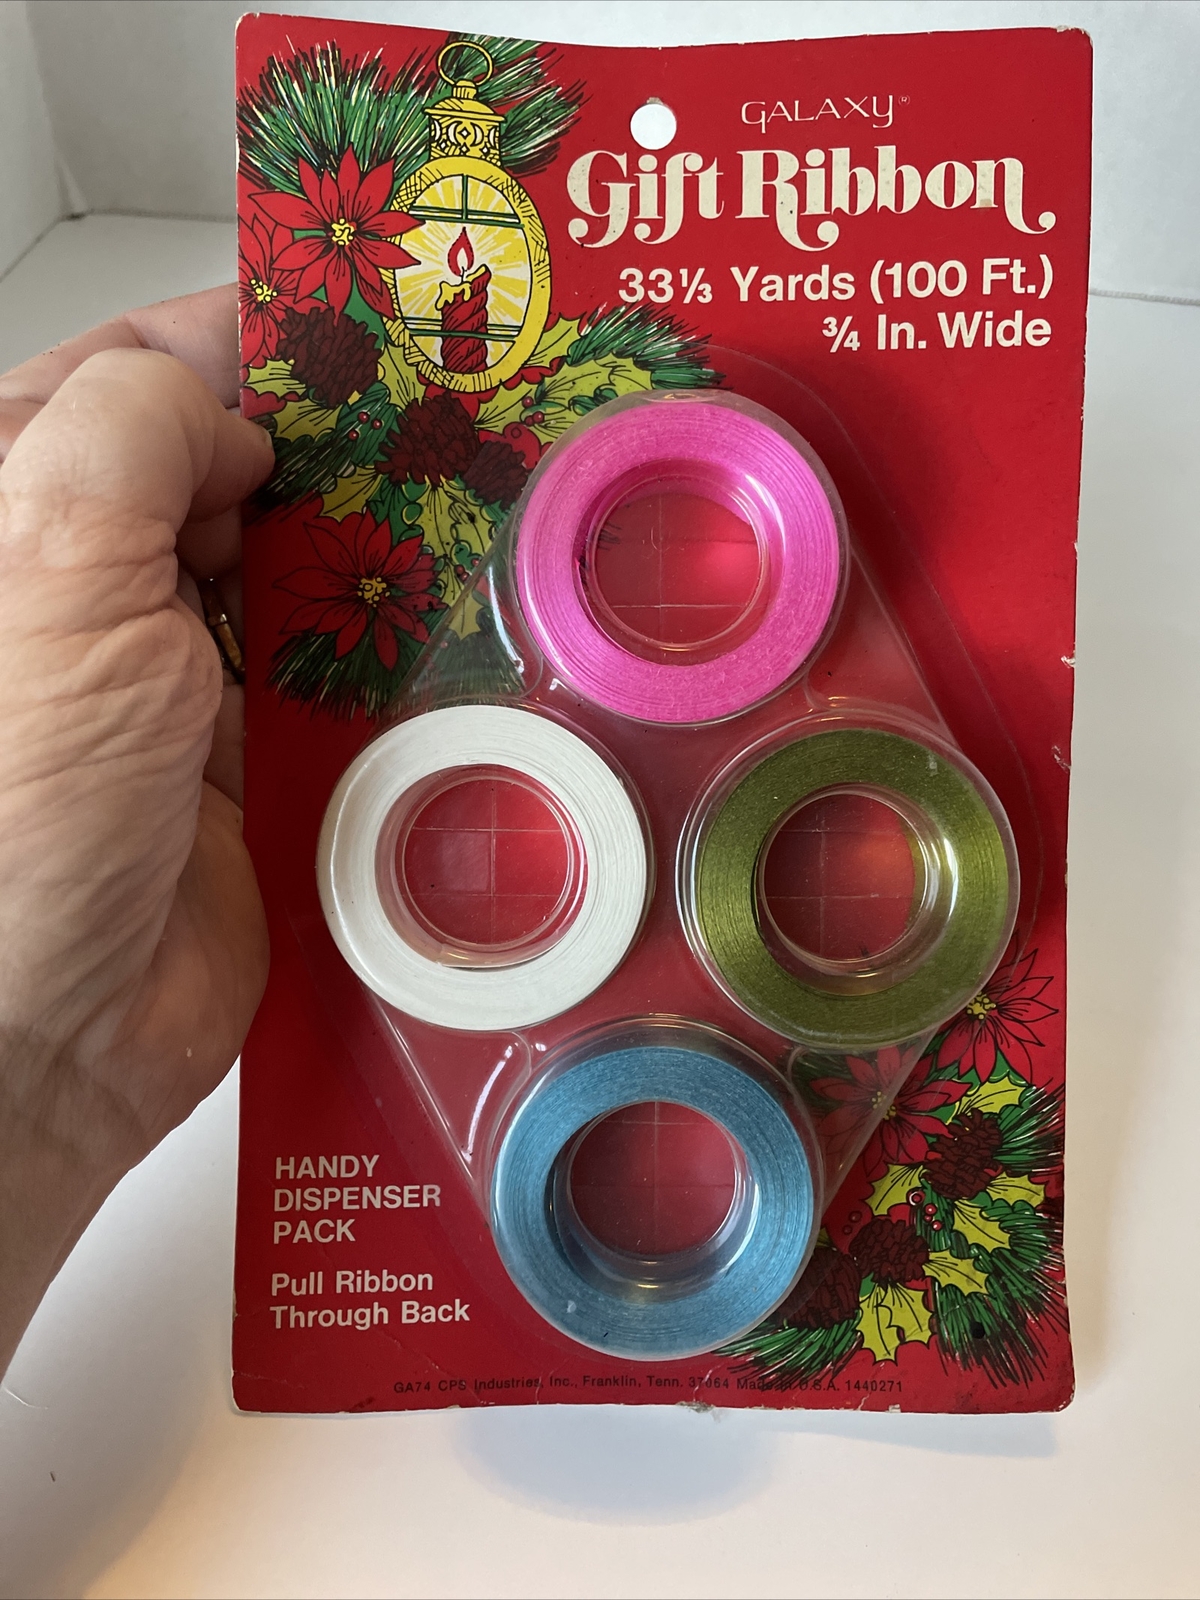 GALAXY®
Gift Ribbon
33⅓ Yards (100 Ft.)
¾ In. Wide
HANDY
DISPENSER
PACK
Pull Ribbon
Through Back
GA74 CPS Industries, Inc., Franklin, Tenn. 37064 Made in U.S.A. 1440271